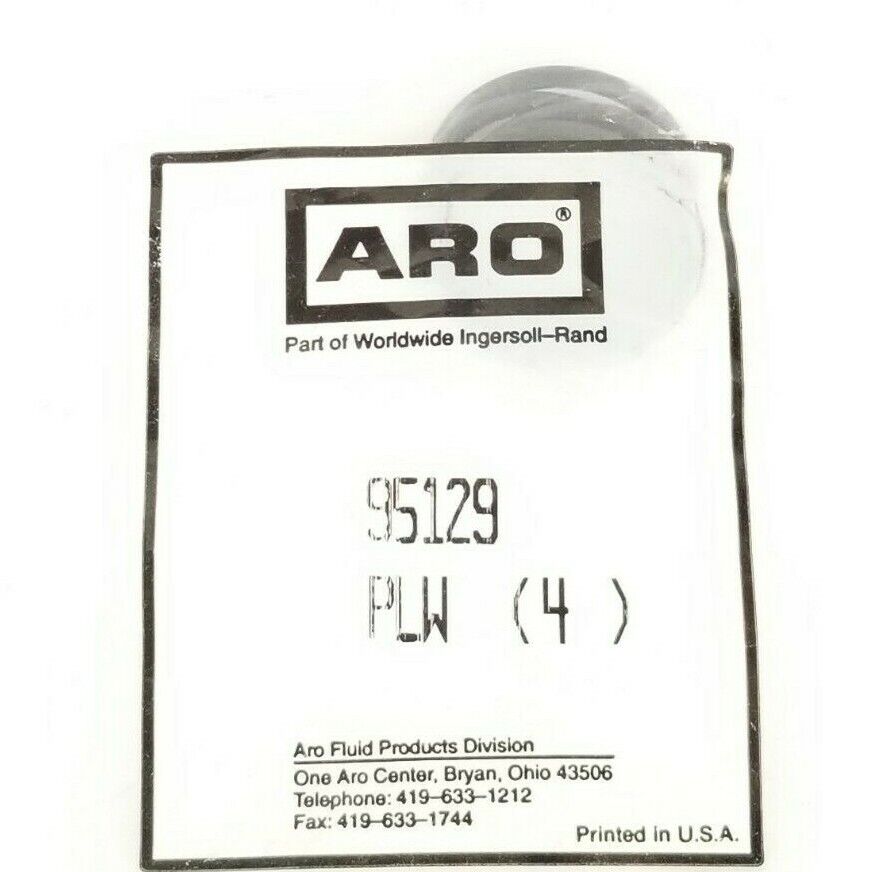 ARO®
Part of Worldwide Ingersoll-Rand
95129
PLW (4 )
Aro Fluid Products Division
One Aro Center, Bryan, Ohio 43506
Telephone: 419-633-1212
Fax: 419-633-1744
Printed in U.S.A.